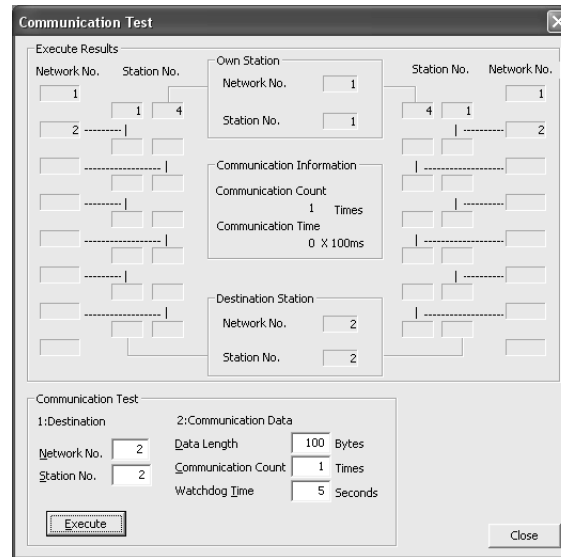 Communication Test
Execute Results
Network No. Station No. Own Station Station No. Network No.
1 Network No. 1 1
1 4 4 1
2 Station No. 1 2
Communication Information
Communication Count
1 Times
Communication Time
0 X 100ms
Destination Station
Network No. 2
Station No. 2
Communication Test
1:Destination 2:Communication Data
Network No. 2 Data Length 100 Bytes
Station No. 2 Communication Count 1 Times
Watchdog Time 5 Seconds
Execute
Close